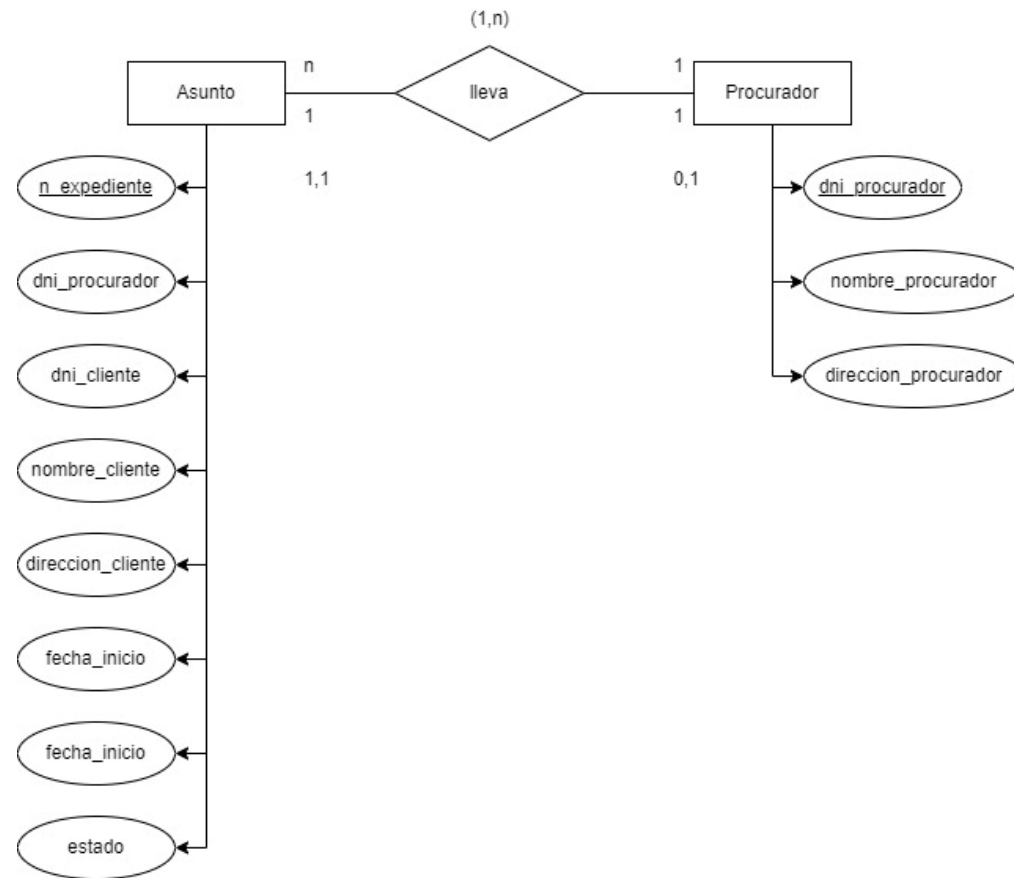 (1,n)
Asunto
n
lleva
1
Procurador
1
1
1,1
0,1
n_expediente
dni_procurador
dni_procurador
nombre_procurador
dni_cliente
direccion_procurador
nombre_cliente
direccion_cliente
fecha_inicio
fecha_inicio
estado